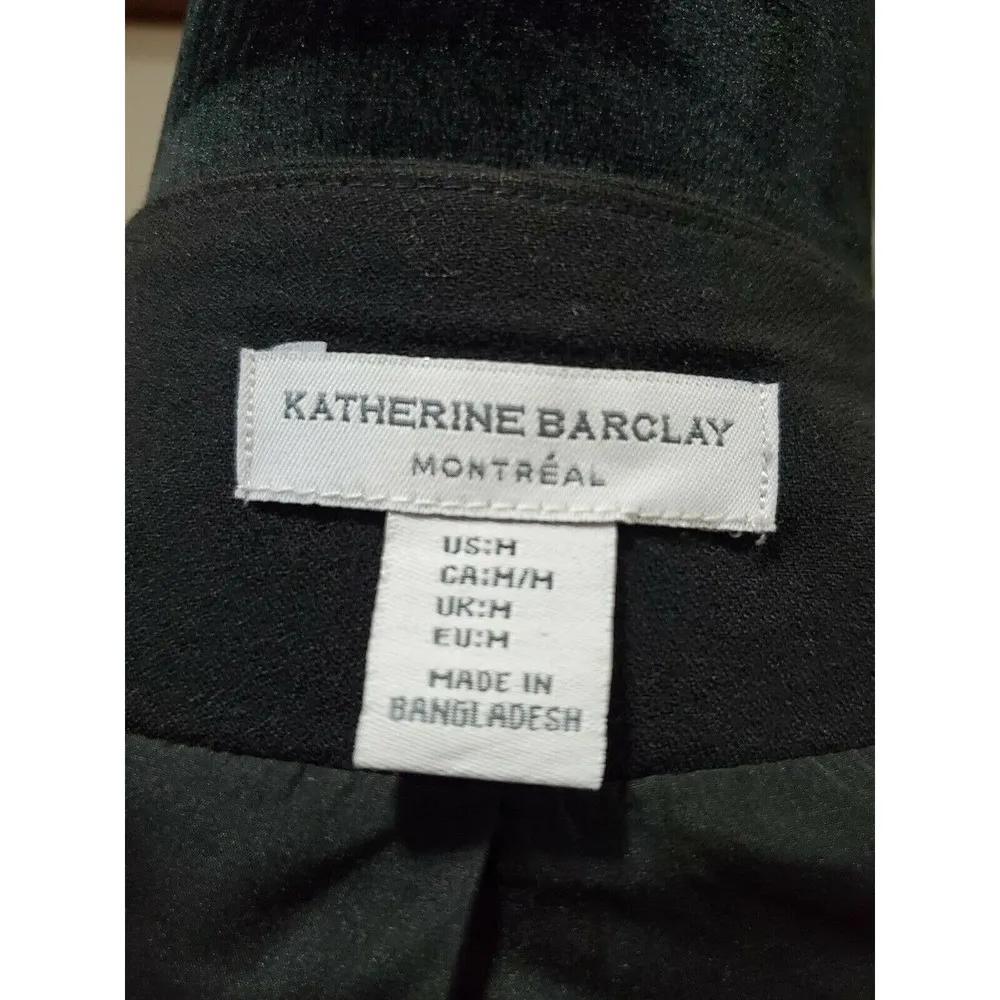 KATHERINE BARCLAY
MONTRÉAL
US:M
CA:M/M
UK:M
EU:M
MADE IN
BANGLADESH